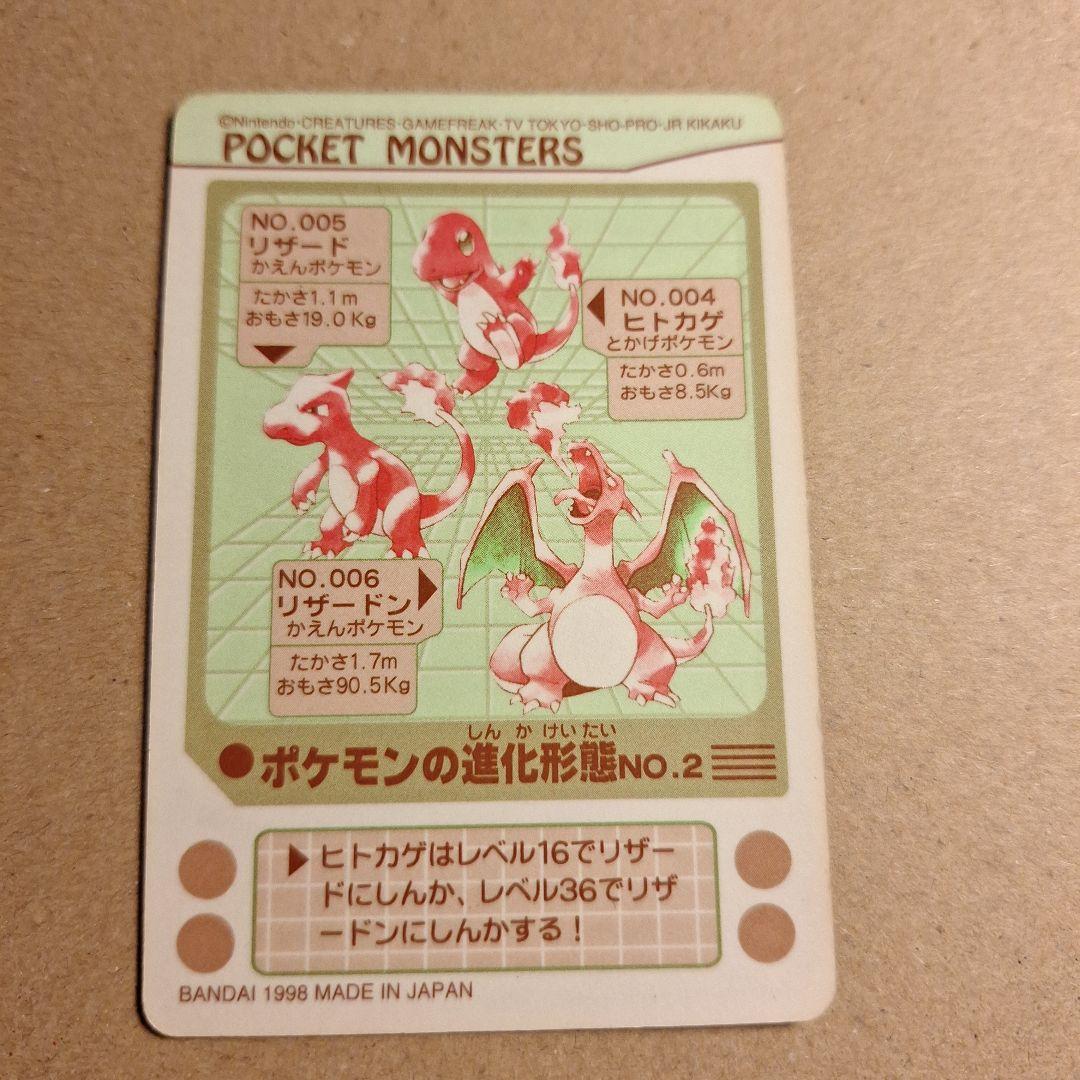 ©Nintendo·CREATURES·GAMEFREAK·TV TOKYO·SHO-PRO·JR KIKAKU
POCKET MONSTERS
NO.005
リザード
かえんポケモン
たかさ1.1m
おもさ19.0Kg
NO.004
ヒトカゲ
とかげポケモン
たかさ0.6m
おもさ8.5Kg
NO.006
リザードン
かえんポケモン
たかさ1.7m
おもさ90.5Kg
しんかけいたい
ポケモンの進化形態NO.2
ヒトカゲはレベル16でリザー
ドにしんか、レベル36でリザ
ードンにしんかする!
BANDAI 1998 MADE IN JAPAN